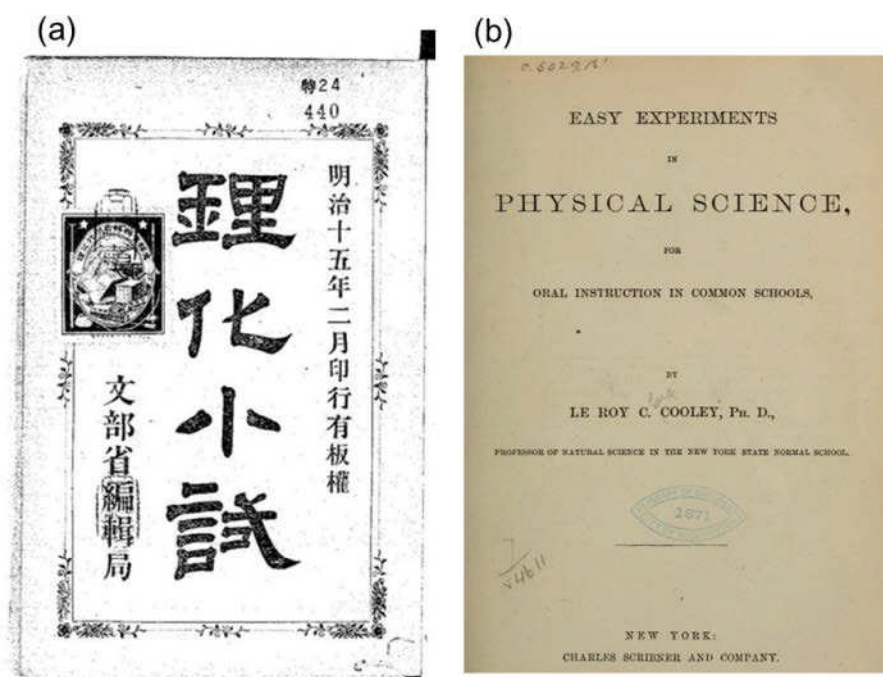 (a)
特24
440
明治十五年二月印行有板權
理化小試
文部省編輯局
(b)
EASY EXPERIMENTS
IN
PHYSICAL SCIENCE,
FOR
ORAL INSTRUCTION IN COMMON SCHOOLS,
BY
LE ROY C. COOLEY, PH. D.,
PROFESSOR OF NATURAL SCIENCE IN THE NEW YORK STATE NORMAL SCHOOL.
1871
NEW YORK:
CHARLES SCRIBNER AND COMPANY.